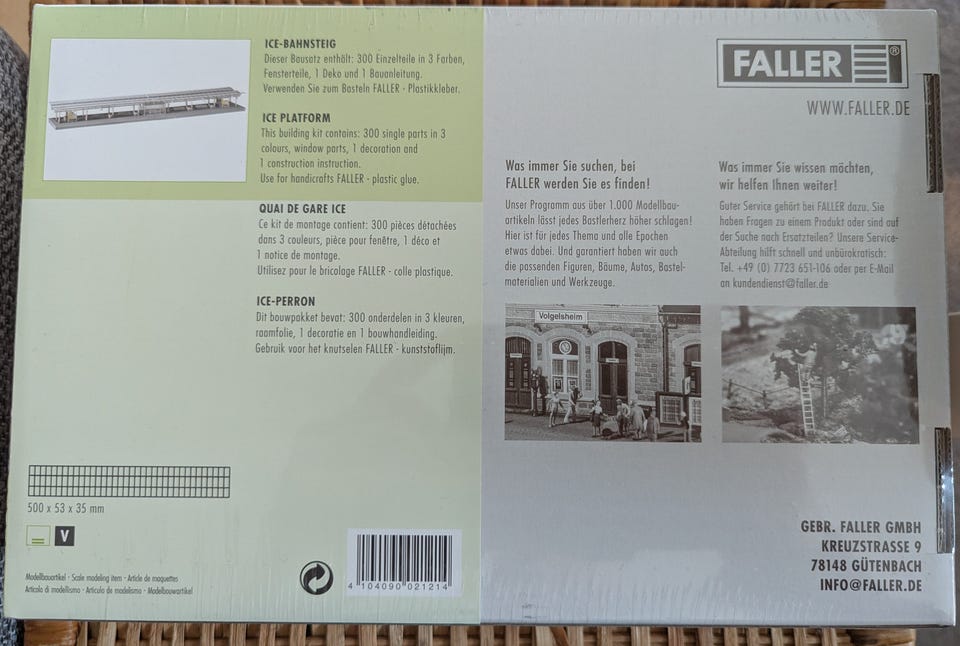 ICE-BAHNSTEIG
Dieser Bausatz enthält: 300 Einzelteile in 3 Farben,
Fensterteile, 1 Deko und 1 Bauanleitung.
Verwenden Sie zum Basteln FALLER - Plastikkleber.
ICE PLATFORM
This building kit contains: 300 single parts in 3
colours, window parts, 1 decoration and
1 construction instruction.
Use for handicrafts FALLER - plastic glue.
QUAI DE GARE ICE
Ce kit de montage contient: 300 pièces détachées
dans 3 couleurs, pièce pour fenêtre, 1 déco et
1 notice de montage.
Utilisez pour le bricolage FALLER - colle plastique.
ICE-PERRON
Dit bouwpakket bevat: 300 onderdelen in 3 kleuren,
raamfolie, 1 decoratie en 1 bouwhandleiding.
Gebruik voor het knutselen FALLER - kunststoflijm.
500 x 53 x 35 mm
V
Modellbauartikel · Scale modeling item · Article de maquettes
Articolo di modellismo · Artículo de modelismo · Modelbouwartikel
4 104090 021214
FALLER®
WWW.FALLER.DE
Was immer Sie suchen, bei
FALLER werden Sie es finden!
Unser Programm aus über 1.000 Modellbau-
artikeln lässt jedes Bastlerherz höher schlagen!
Hier ist für jedes Thema und alle Epochen
etwas dabei. Und garantiert haben wir auch
die passenden Figuren, Bäume, Autos, Bastel-
materialien und Werkzeuge.
Was immer Sie wissen möchten,
wir helfen Ihnen weiter!
Guter Service gehört bei FALLER dazu. Sie
haben Fragen zu einem Produkt oder sind auf
der Suche nach Ersatzteilen? Unsere Service-
Abteilung hilft schnell und unbürokratisch:
Tel. +49 (0) 7723 651-106 oder per E-Mail
an kundendienst@faller.de
Volgelsheim
GEBR. FALLER GMBH
KREUZSTRASSE 9
78148 GÜTENBACH
INFO@FALLER.DE